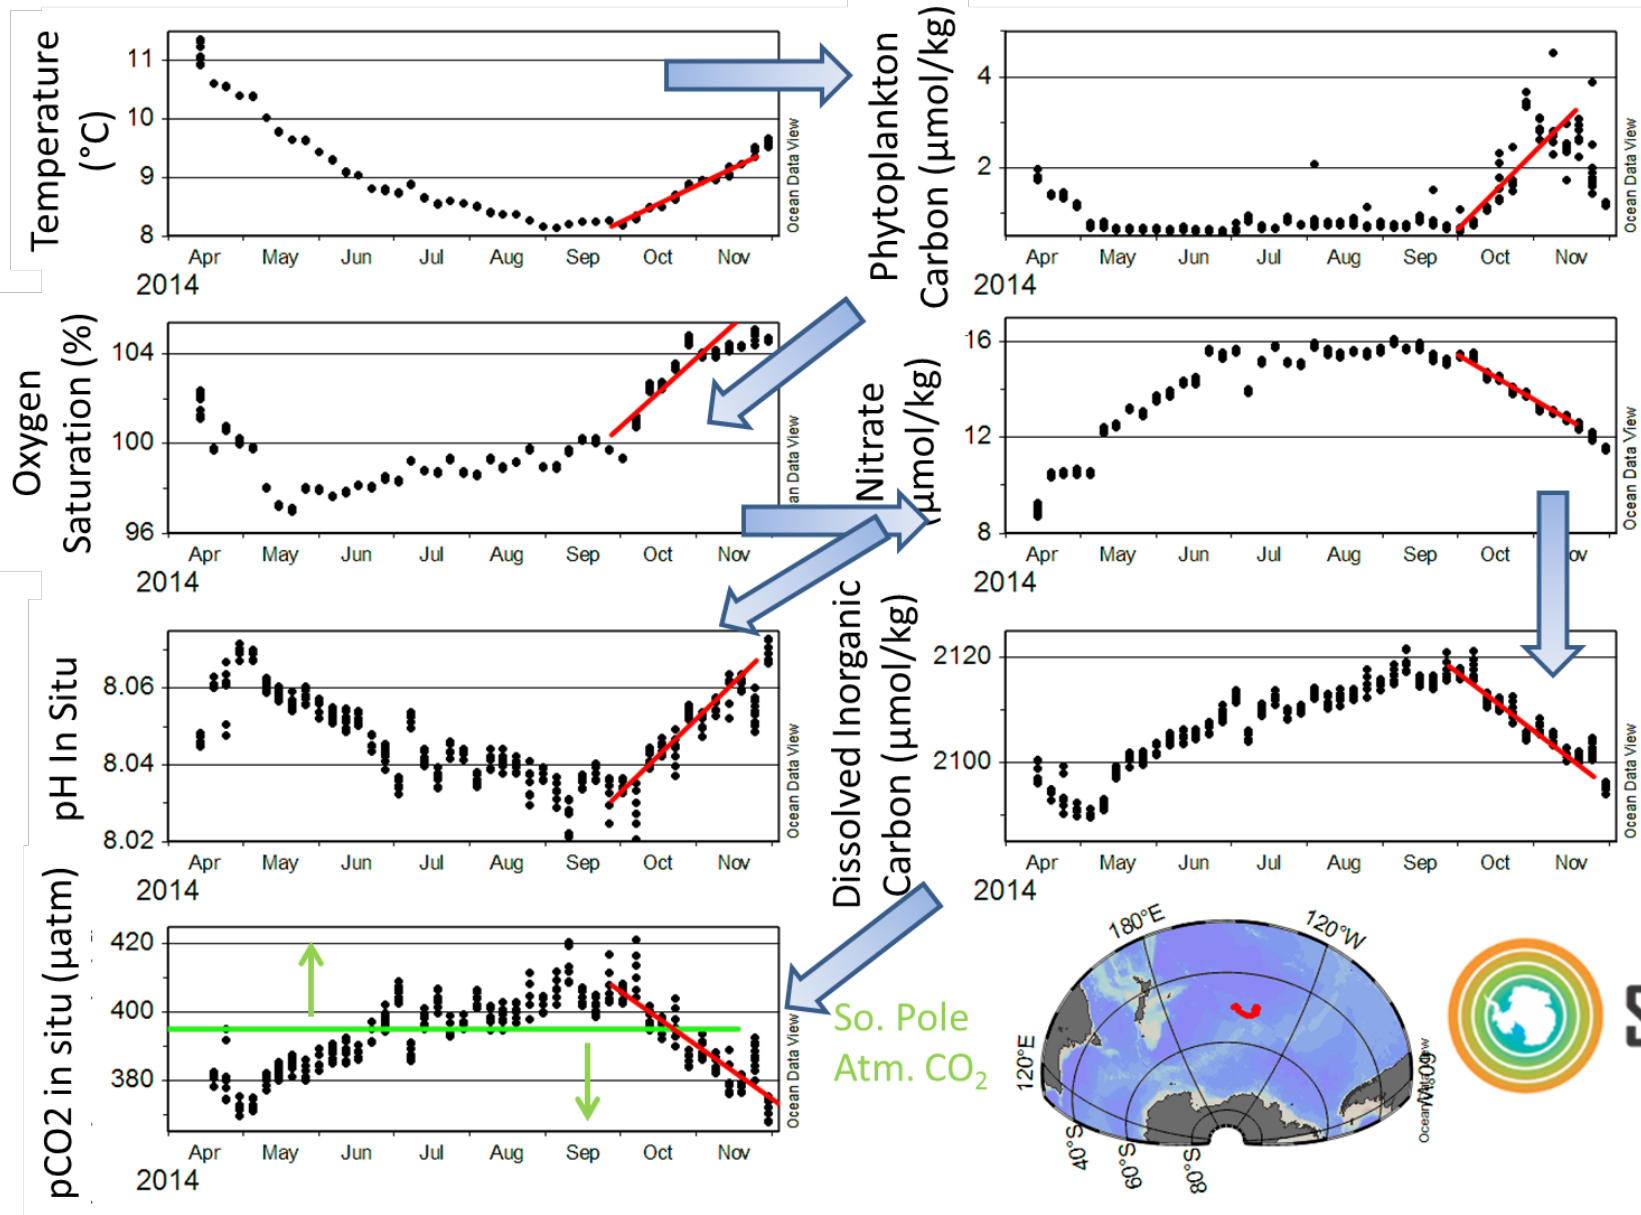 Temperature
(°C)
11
10
9
8
Apr May Jun Jul Aug Sep Oct Nov
2014
Ocean Data View
Phytoplankton
Carbon (µmol/kg)
4
2
Apr May Jun Jul Aug Sep Oct Nov
2014
Ocean Data View
Oxygen
Saturation (%)
104
100
96
Apr May Jun Jul Aug Sep Oct Nov
2014
Nitrate
(µmol/kg)
16
12
8
Apr May Jun Jul Aug Sep Oct
2014
Ocean Data View
pH In Situ
8.06
8.04
8.02
Apr May Jun Jul Aug Sep Oct Nov
2014
Ocean Data View
Dissolved Inorganic
Carbon (µmol/kg)
2120
2100
Apr May Jun Jul Aug Sep Oct Nov
2014
Ocean Data View
pCO2 in situ (µatm)
420
400
380
Apr May Jun Jul Aug Sep Oct Nov
2014
Ocean Data View
So. Pole
Atm. CO₂
180°E
120°W
120°E
40°S
60°S
80°S